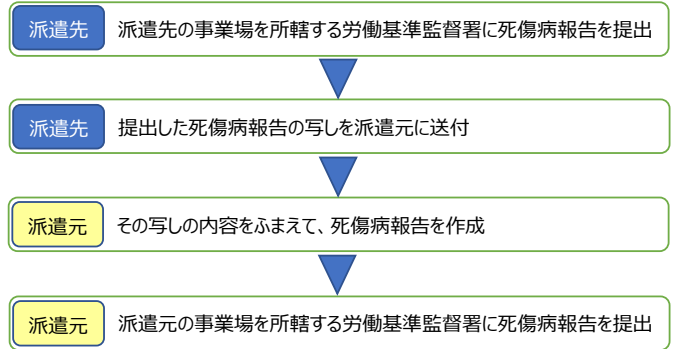 派遣先 派遣先の事業場を所轄する労働基準監督署に死傷病報告を提出
派遣先 提出した死傷病報告の写しを派遣元に送付
派遣元 その写しの内容をふまえて、死傷病報告を作成
派遣元 派遣元の事業場を所轄する労働基準監督署に死傷病報告を提出